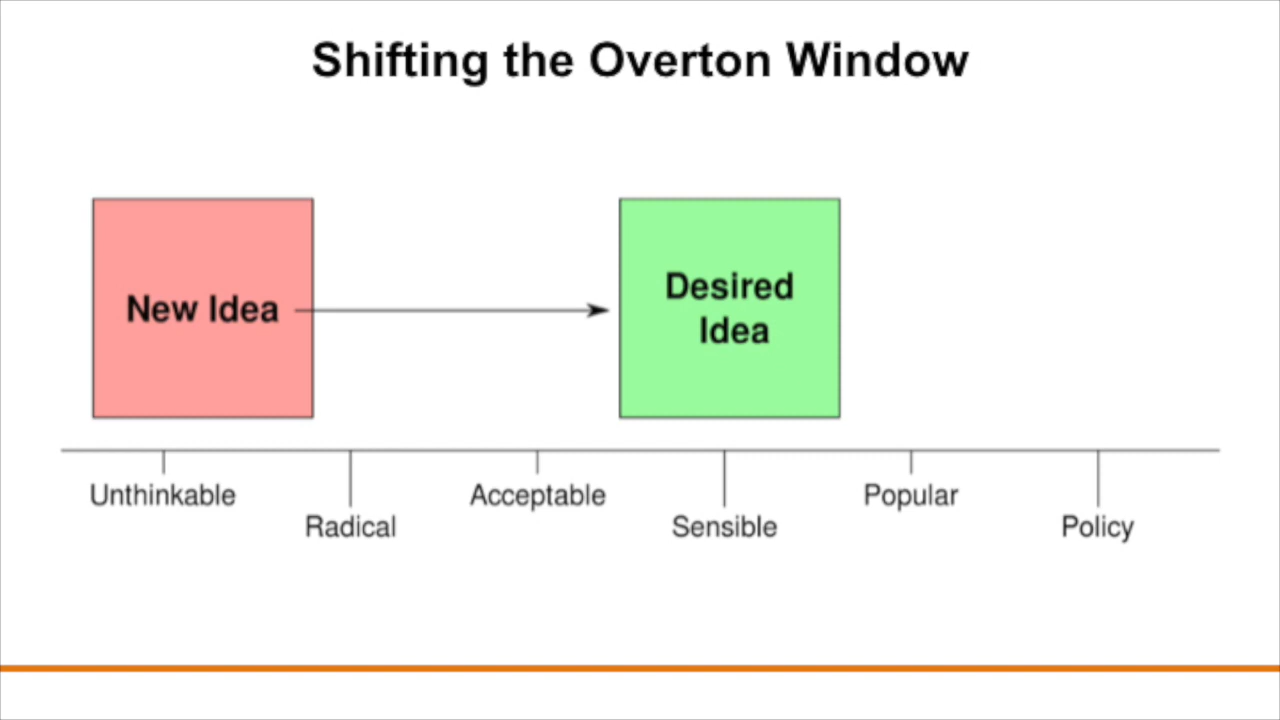 Shifting the Overton Window
New Idea
Desired
Idea
Unthinkable
Radical
Acceptable
Sensible
Popular
Policy